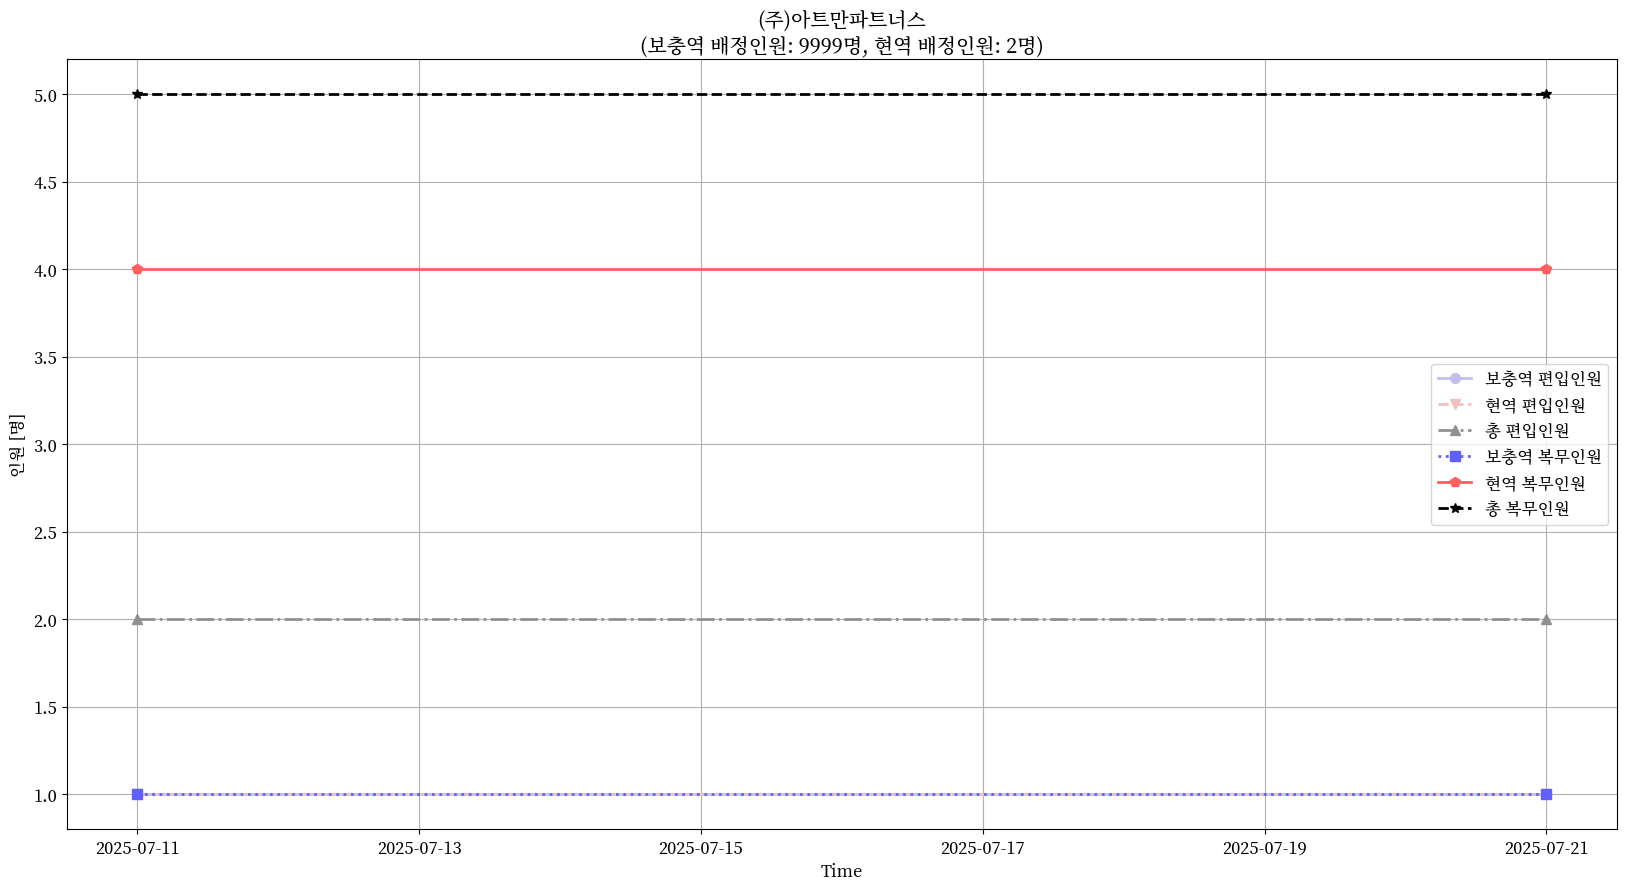 (주)아트만파트너스
(보충역 배정인원: 9999명, 현역 배정인원: 2명)
5.0
4.5
4.0
3.5
3.0
2.5
2.0
1.5
1.0
인원 [명]
보충역 편입인원
현역 편입인원
총 편입인원
보충역 복무인원
현역 복무인원
총 복무인원
2025-07-11
2025-07-13
2025-07-15
2025-07-17
2025-07-19
2025-07-21
Time